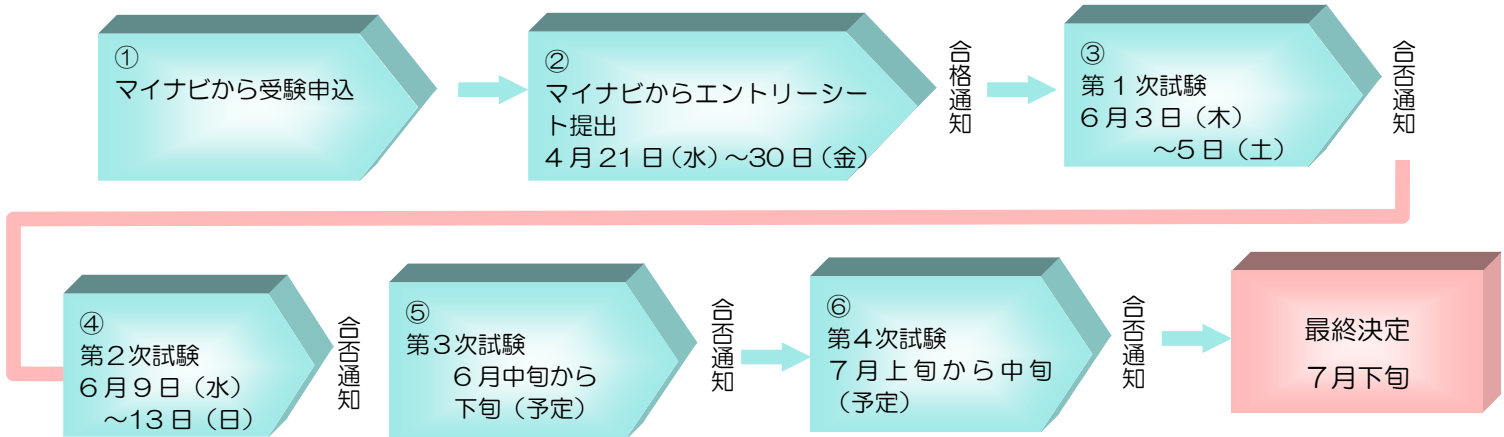 ①
マイナビから受験申込
②
マイナビからエントリーシー
ト提出
４月21日（水）～30日（金）
合格通知
③
第１次試験
６月３日（木）
～５日（土）
合否通知
④
第２次試験
６月９日（水）
～13日（日）
合否通知
⑤
第３次試験
６月中旬から
下旬（予定）
合否通知
⑥
第４次試験
７月上旬から中旬
（予定）
合否通知
最終決定
７月下旬